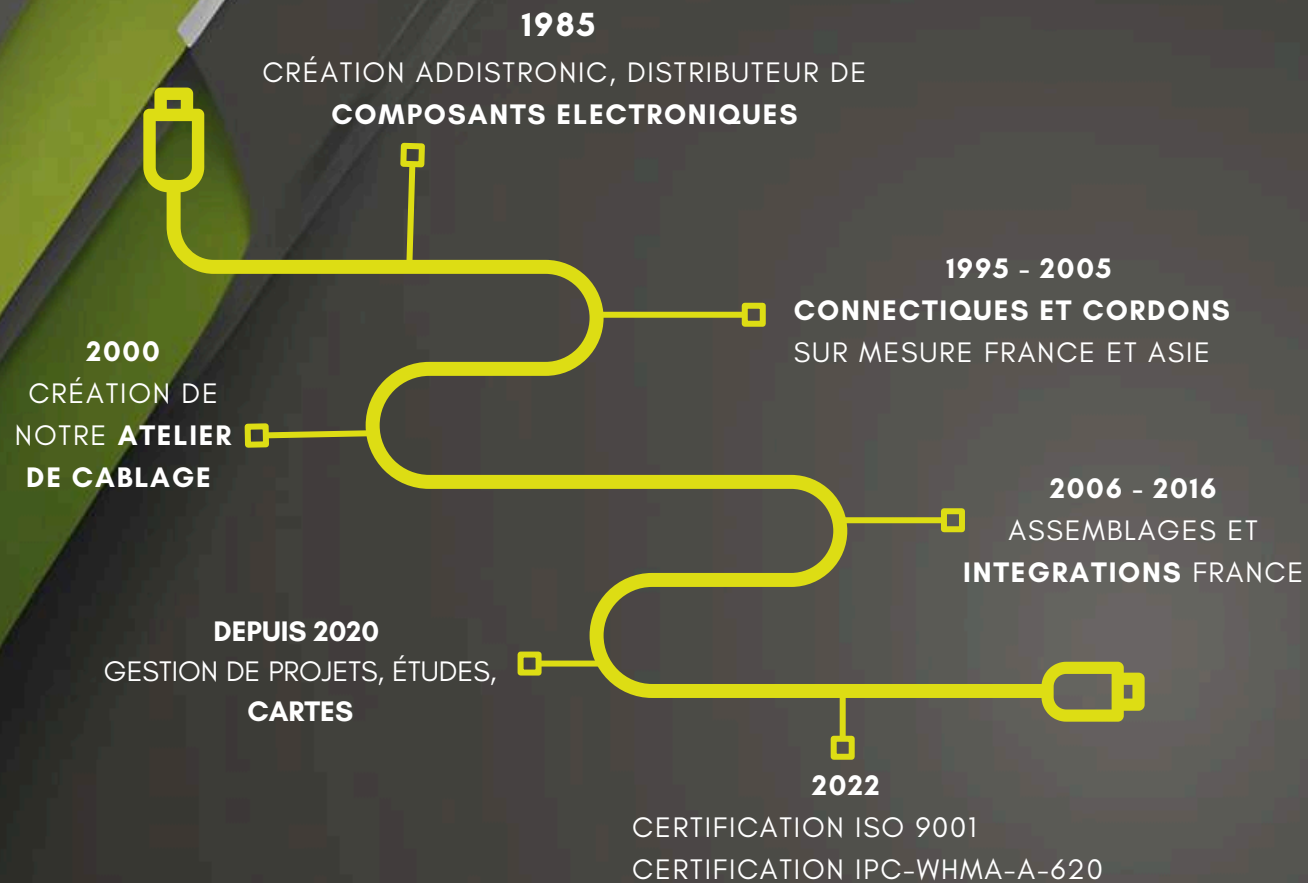 1985
CRÉATION ADDISTRONIC, DISTRIBUTEUR DE
COMPOSANTS ELECTRONIQUES
1995 - 2005
CONNECTIQUES ET CORDONS
SUR MESURE FRANCE ET ASIE
2000
CRÉATION DE
NOTRE ATELIER
DE CABLAGE
2006 - 2016
ASSEMBLAGES ET
INTEGRATIONS FRANCE
DEPUIS 2020
GESTION DE PROJETS, ÉTUDES,
CARTES
2022
CERTIFICATION ISO 9001
CERTIFICATION IPC-WHMA-A-620